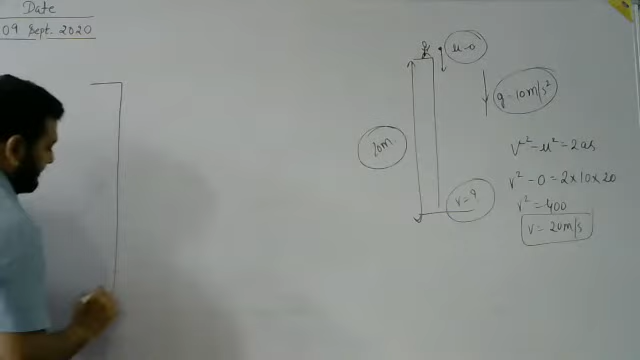 Date
09 Sept. 2020
u=0
g=10m/s²
20m
v=?
v²-u²=2as
v²-0=2×10×20
v²=400
v=20m/s